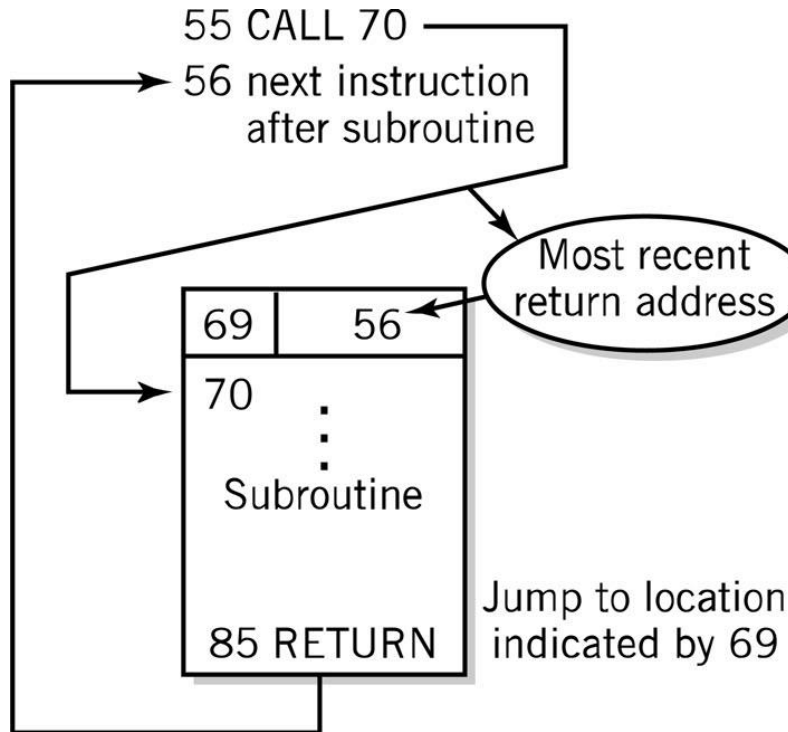 55 CALL 70
56 next instruction
after subroutine
Most recent
return address
69 56
70
Subroutine
85 RETURN
Jump to location
indicated by 69